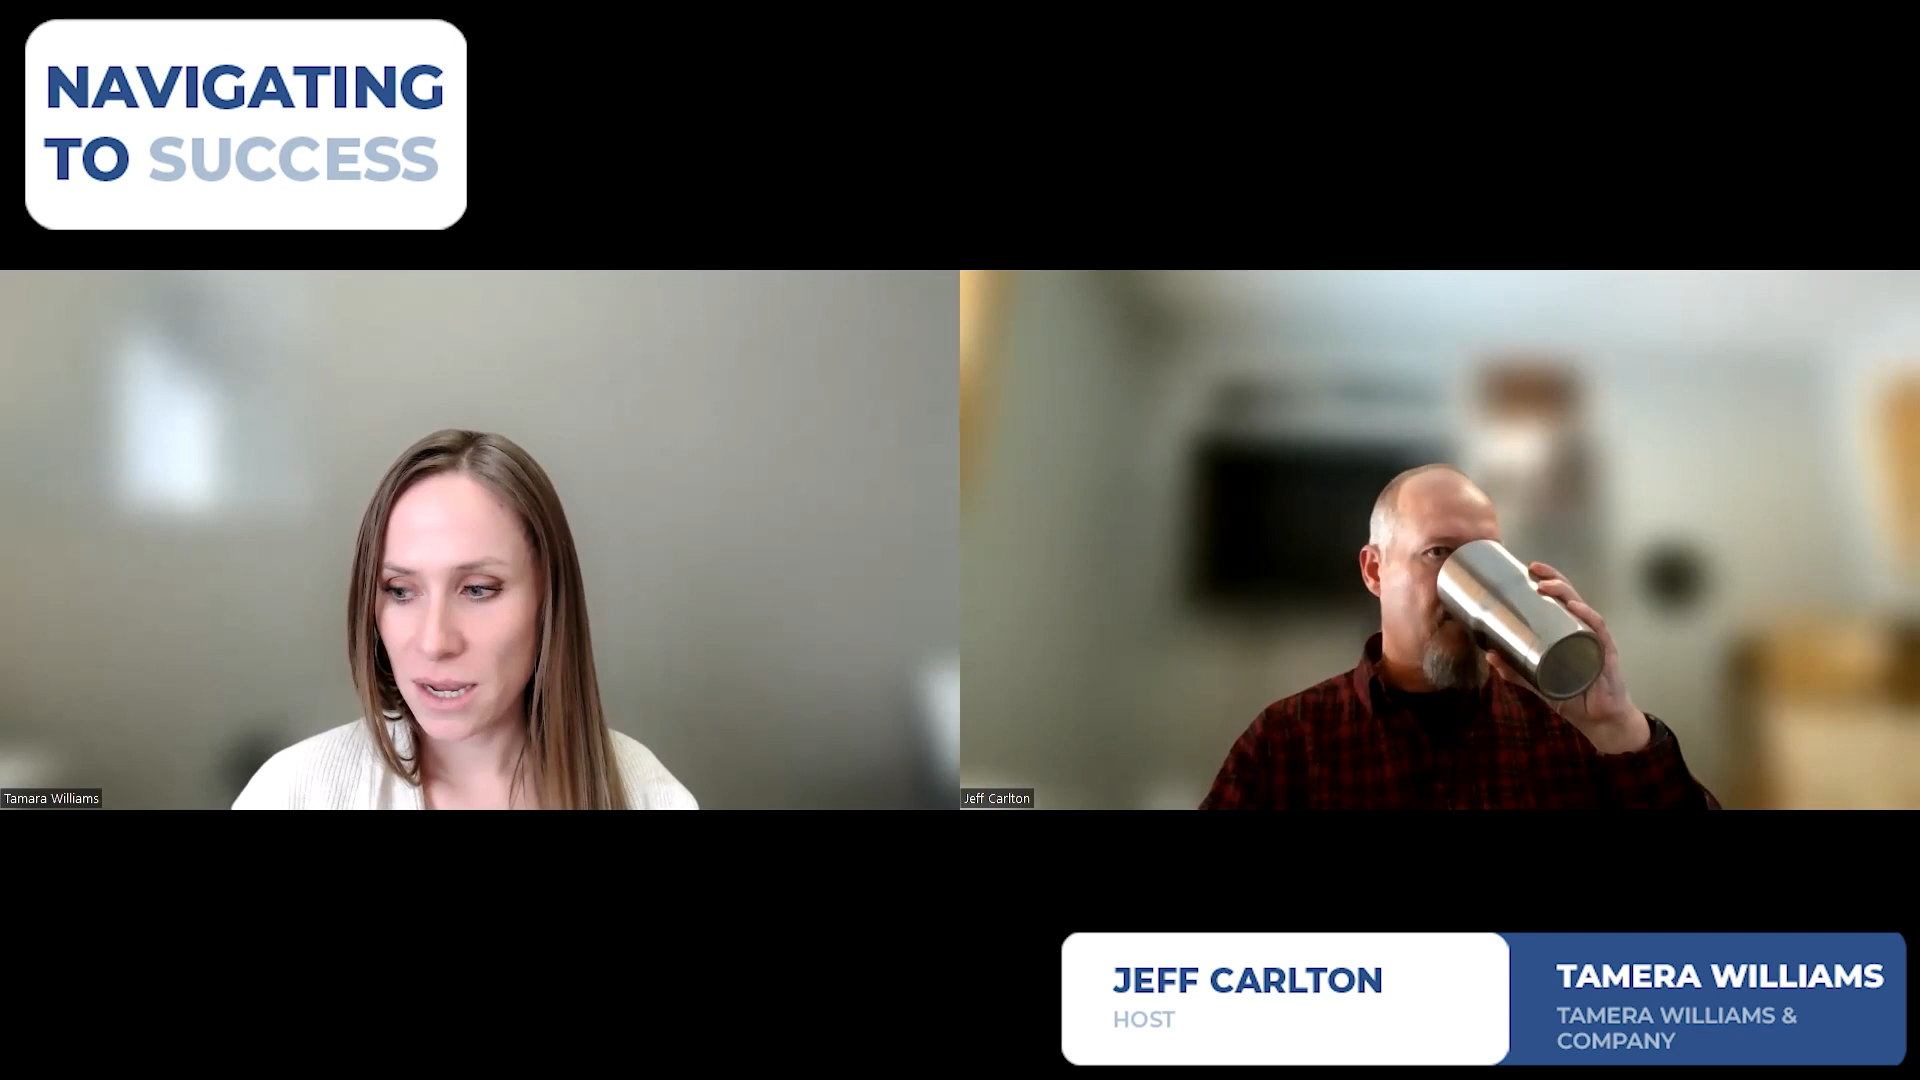 NAVIGATING
TO SUCCESS
Tamara Williams
Jeff Carlton
JEFF CARLTON
HOST
TAMERA WILLIAMS
TAMERA WILLIAMS &
COMPANY